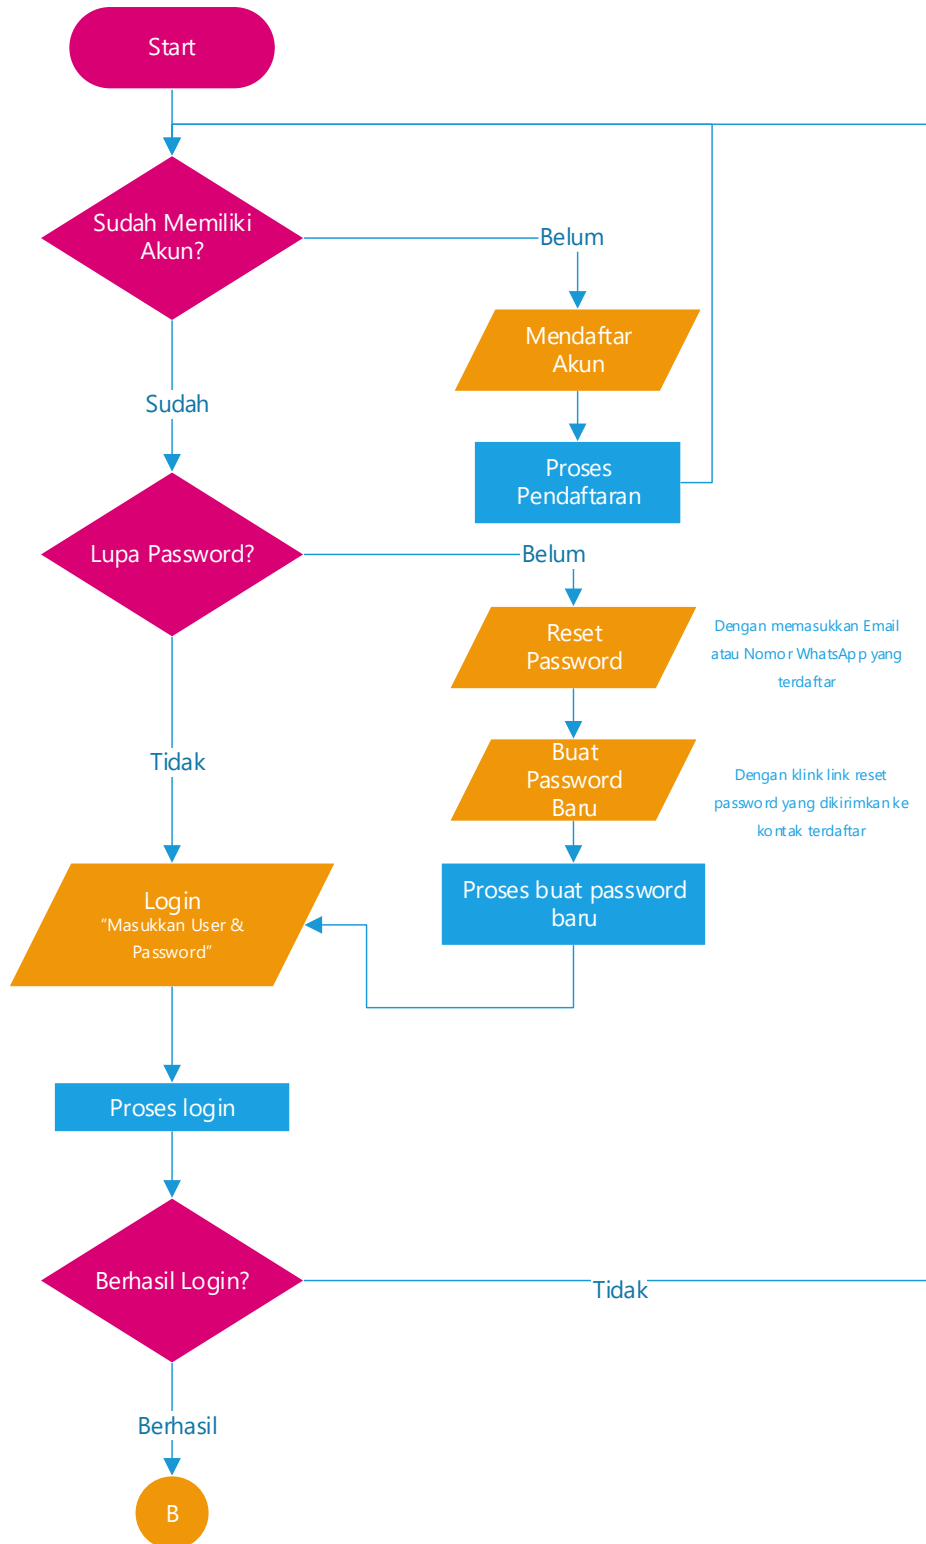 Start
Sudah Memiliki
Akun?
Belum
Mendaftar
Akun
Sudah
Proses
Pendaftaran
Lupa Password?
Belum
Reset
Password
Dengan memasukkan Email
atau Nomor WhatsApp yang
terdaftar
Tidak
Buat
Password
Baru
Dengan klink link reset
password yang dikirimkan ke
kontak terdaftar
Login
“Masukkan User &
Password”
Proses buat password
baru
Proses login
Berhasil Login?
Tidak
Berhasil
B